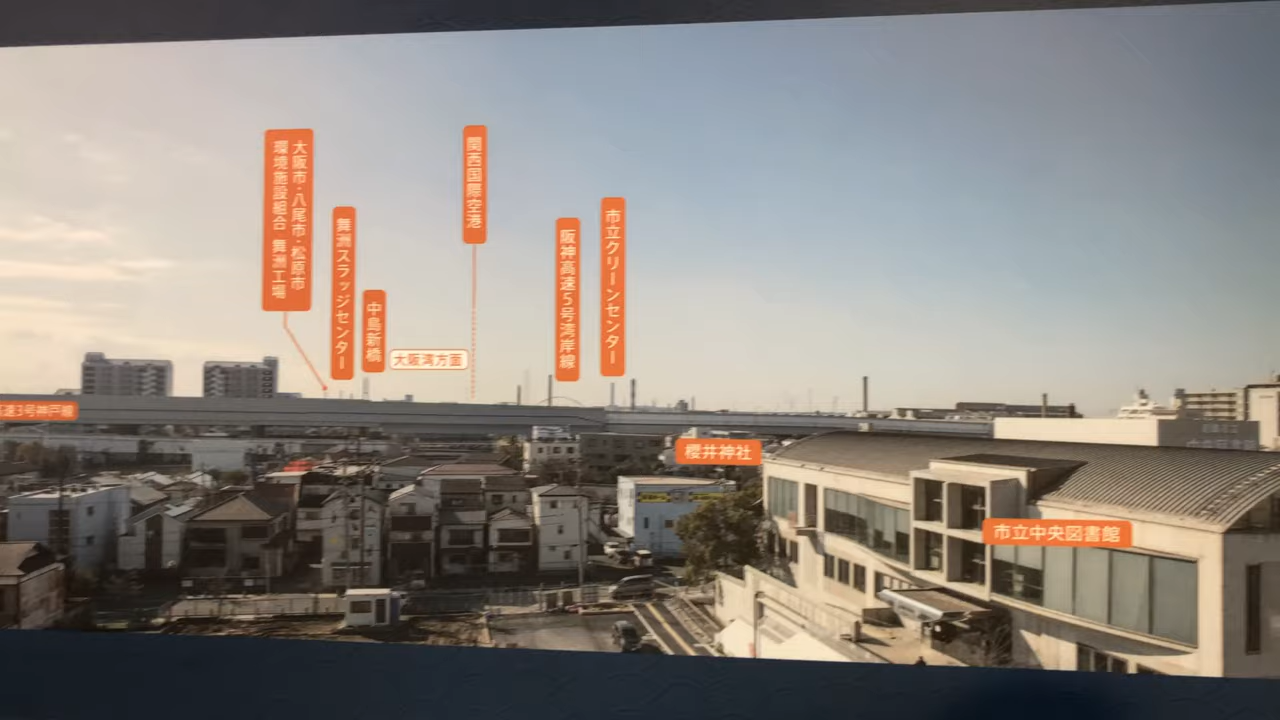 大阪市・八尾市・松原市
環境施設組合 舞洲工場
舞洲スラッジセンター
中島新橋
大阪湾方面
関西国際空港
阪神高速5号湾岸線
市立クリーンセンター
高速3号神戸線
櫻井神社
市立中央図書館